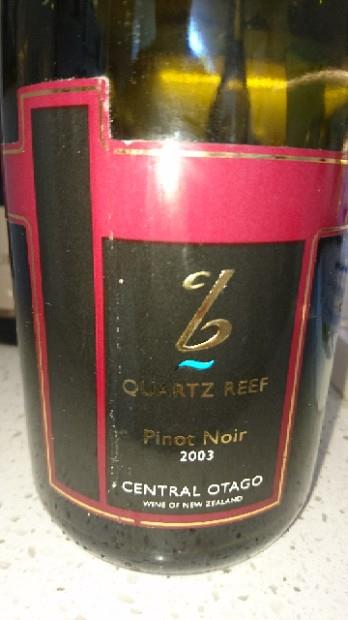 QUARTZ REEF
Pinot Noir
2003
CENTRAL OTAGO
WINE OF NEW ZEALAND